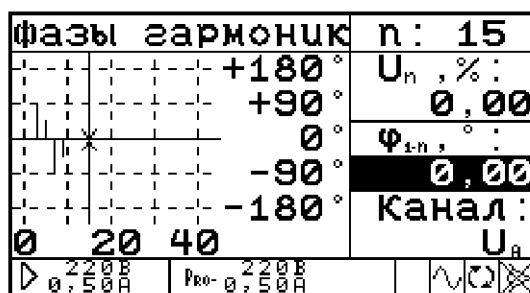 фазы гармоник
n: 15
+180°
Uₙ ,%:
+90°
0,00
0°
φ₁₋ₙ, ° :
-90°
0,00
-180°
Канал:
0 20 40
U_A
220В
0,50А
PRO- 220В
0,50А